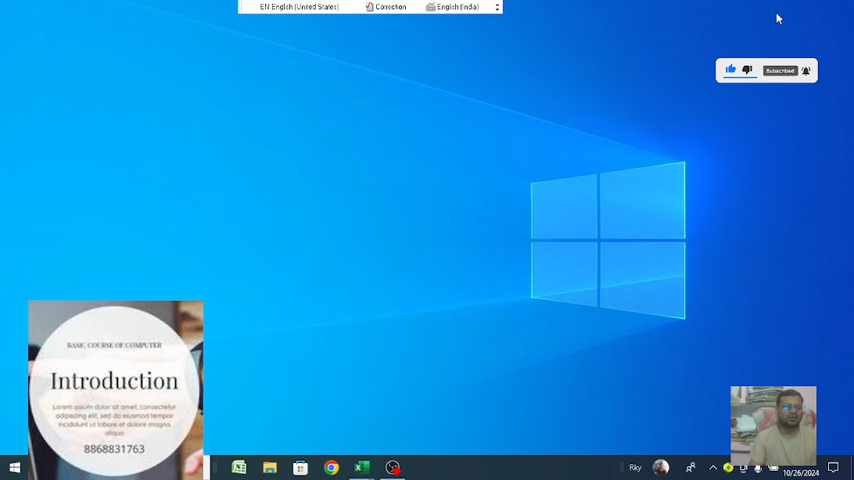 EN English (United States) Correction English (India)
Subscribed
BASIC COURSE OF COMPUTER
Introduction
Lorem ipsum dolor sit amet, consectetur
adipiscing elit, sed do eiusmod tempor
incididunt ut labore et dolore magna
aliqua
8868831763
Rky
10/26/2024